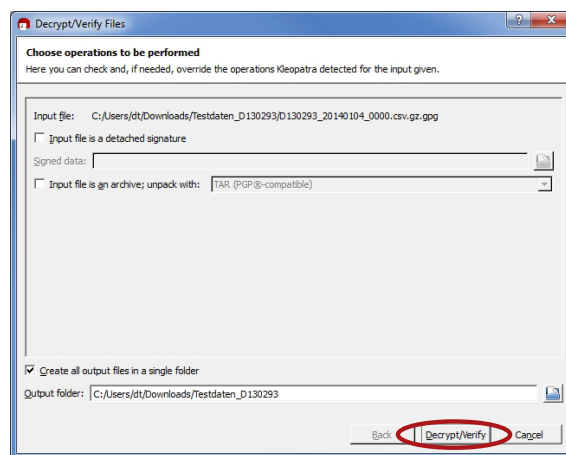 Decrypt/Verify Files
Choose operations to be performed
Here you can check and, if needed, override the operations Kleopatra detected for the input given.
Input file: C:/Users/dt/Downloads/Testdaten_D130293/D130293_20140104_0000.csv.gz.gpg
Input file is a detached signature
Signed data:
Input file is an archive; unpack with: TAR (PGP®-compatible)
Create all output files in a single folder
Output folder: C:/Users/dt/Downloads/Testdaten_D130293
Back Decrypt/Verify Cancel